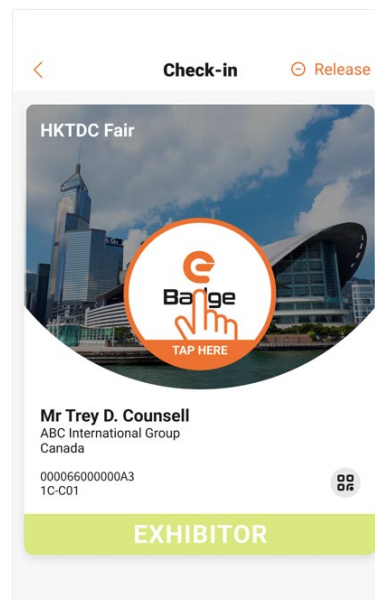 Check-in
Release
HKTDC Fair
Badge
TAP HERE
Mr Trey D. Counsell
ABC International Group
Canada
000066000000A3
1C-C01
EXHIBITOR